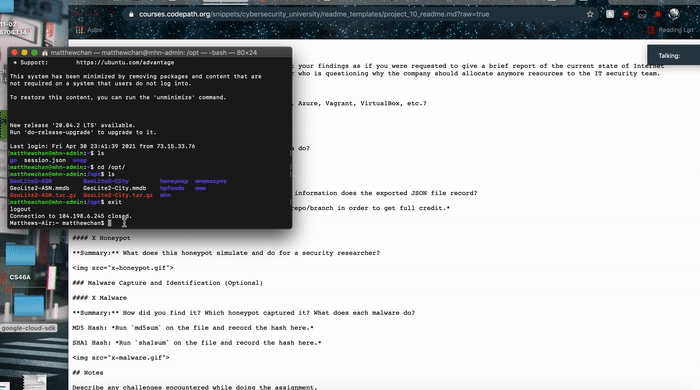 11-02
6706334
courses.codepath.org/snippets/cybersecurity_university/readme_templates/project_10_readme.md?raw=true
Apps
Reading List
Talking:
matthewchan — matthewchan@mhn-admin: /opt — -bash — 80×24
* Support: https://ubuntu.com/advantage
This system has been minimized by removing packages and content that are
not required on a system that users do not log into.
To restore this content, you can run the 'unminimize' command.
New release '20.04.2 LTS' available.
Run 'do-release-upgrade' to upgrade to it.
Last login: Fri Apr 30 23:41:39 2021 from 73.15.33.76
matthewchan@mhn-admin:~$ ls
go session.json snap
matthewchan@mhn-admin:~$ cd /opt/
matthewchan@mhn-admin:/opt$ ls
GeoLite2-ASN GeoLite2-City honeymap mnemosyne
GeoLite2-ASN.mmdb GeoLite2-City.mmdb hpfeeds
GeoLite2-ASN.tar.gz GeoLite2-City.tar.gz mhn
matthewchan@mhn-admin:/opt$ exit
logout
Connection to 104.198.6.245 closed.
Matthews-Air:~ matthewchan$
your findings as if you were requested to give a brief report of the current state of Internet
who is questioning why the company should allocate anymore resources to the IT security team.
, Azure, Vagrant, VirtualBox, etc.?
do?
information does the exported JSON file record?
repo/branch in order to get full credit.*
#### X Honeypot
**Summary:** What does this honeypot simulate and do for a security researcher?
<img src="x-honeypot.gif">
### Malware Capture and Identification (Optional)
#### X Malware
**Summary:** How did you find it? Which honeypot captured it? What does each malware do?
MD5 Hash: *Run `md5sum` on the file and record the hash here.*
SHA1 Hash: *Run `sha1sum` on the file and record the hash here.*
<img src="x-malware.gif">
## Notes
Describe any challenges encountered while doing the assignment.
CS46A
google-cloud-sdk